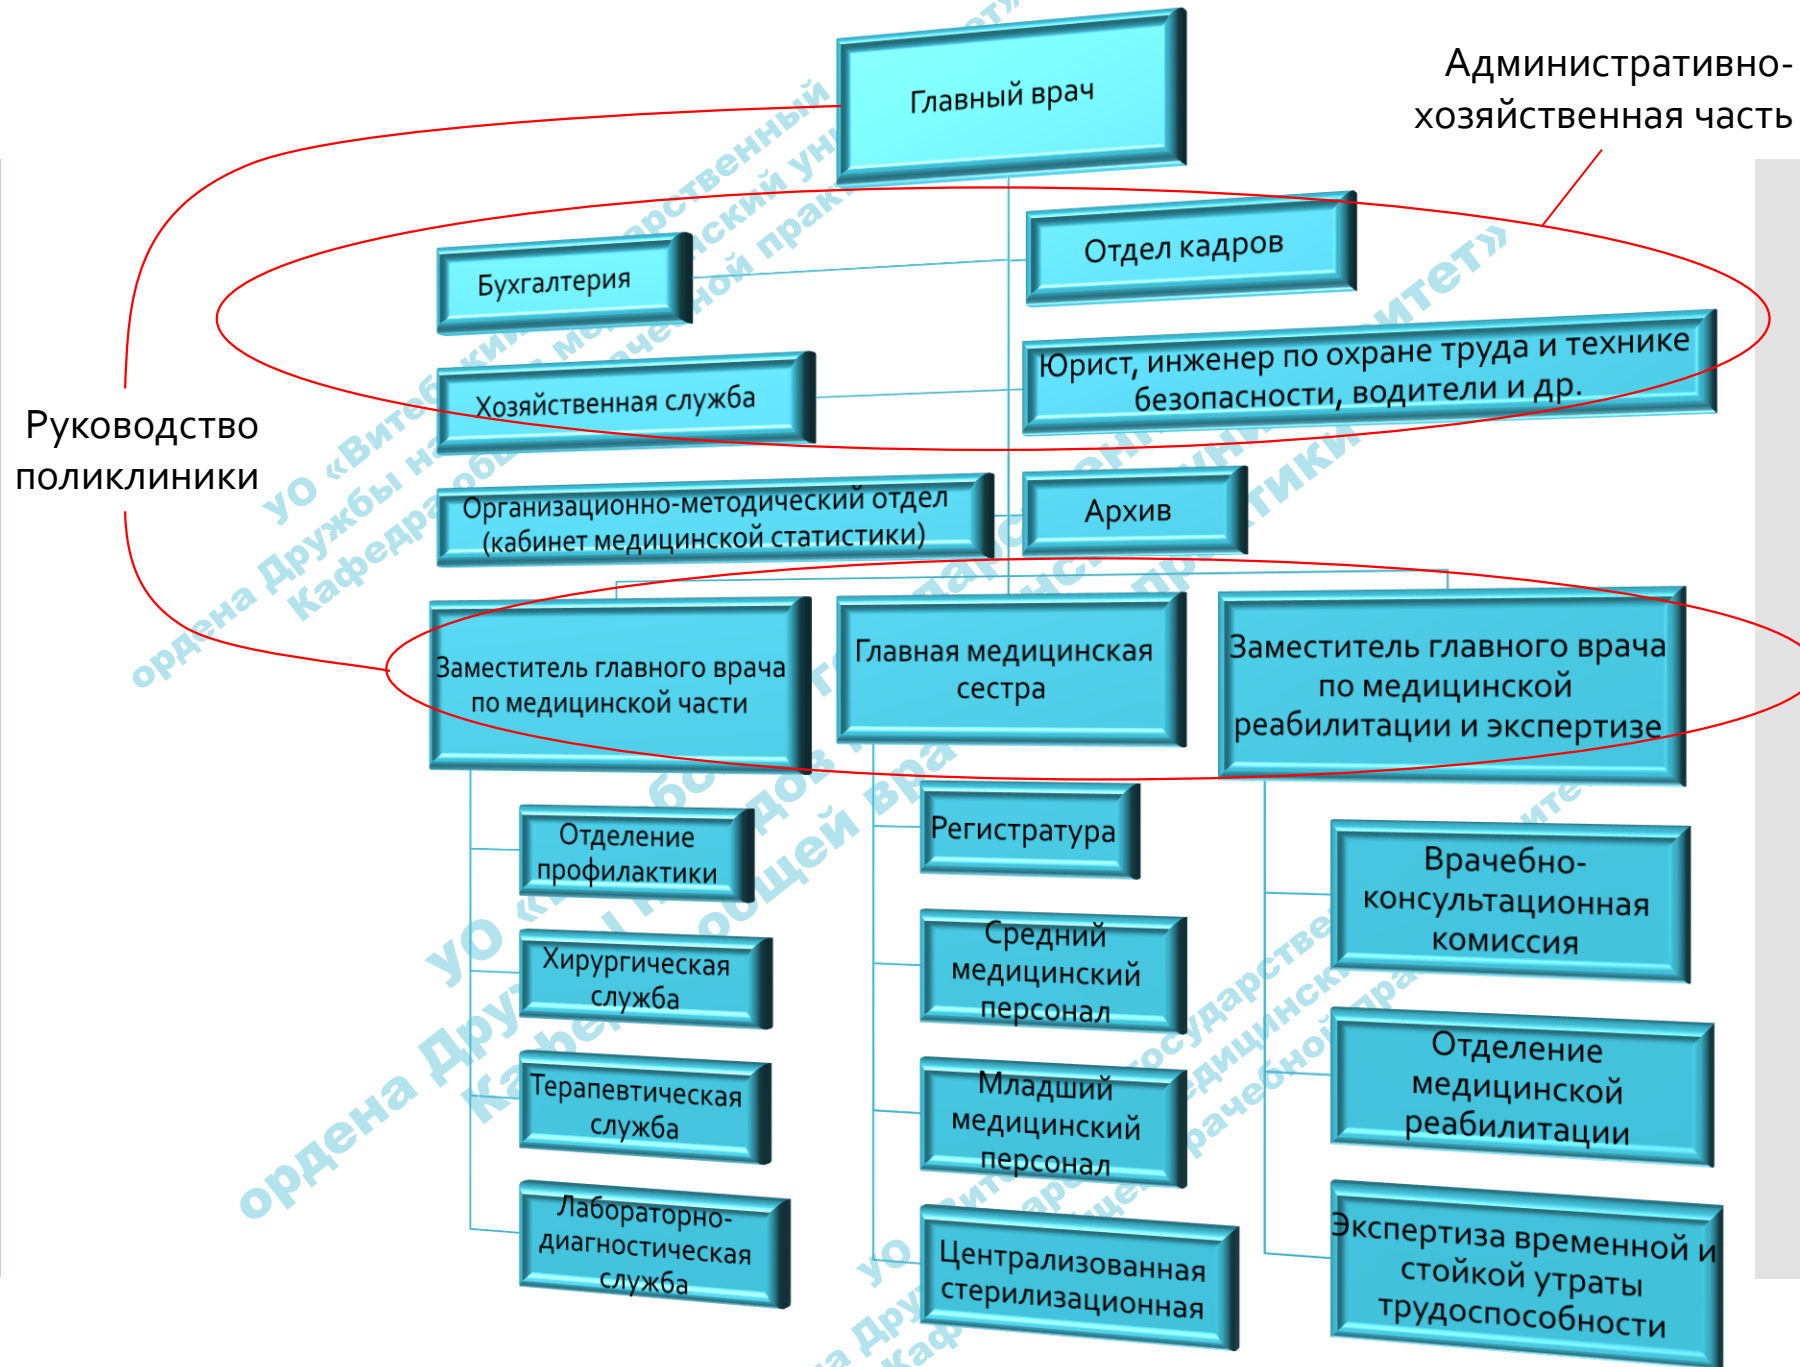 Главный врач
Административно-
хозяйственная часть
Отдел кадров
Бухгалтерия
Юрист, инженер по охране труда и технике
безопасности, водители и др.
Хозяйственная служба
Руководство
поликлиники
Организационно-методический отдел
(кабинет медицинской статистики)
Архив
Заместитель главного врача
по медицинской части
Главная медицинская
сестра
Заместитель главного врача
по медицинской
реабилитации и экспертизе
Отделение
профилактики
Хирургическая
служба
Терапевтическая
служба
Лабораторно-
диагностическая
служба
Регистратура
Средний
медицинский
персонал
Младший
медицинский
персонал
Централизованная
стерилизационная
Врачебно-
консультационная
комиссия
Отделение
медицинской
реабилитации
Экспертиза временной и
стойкой утраты
трудоспособности